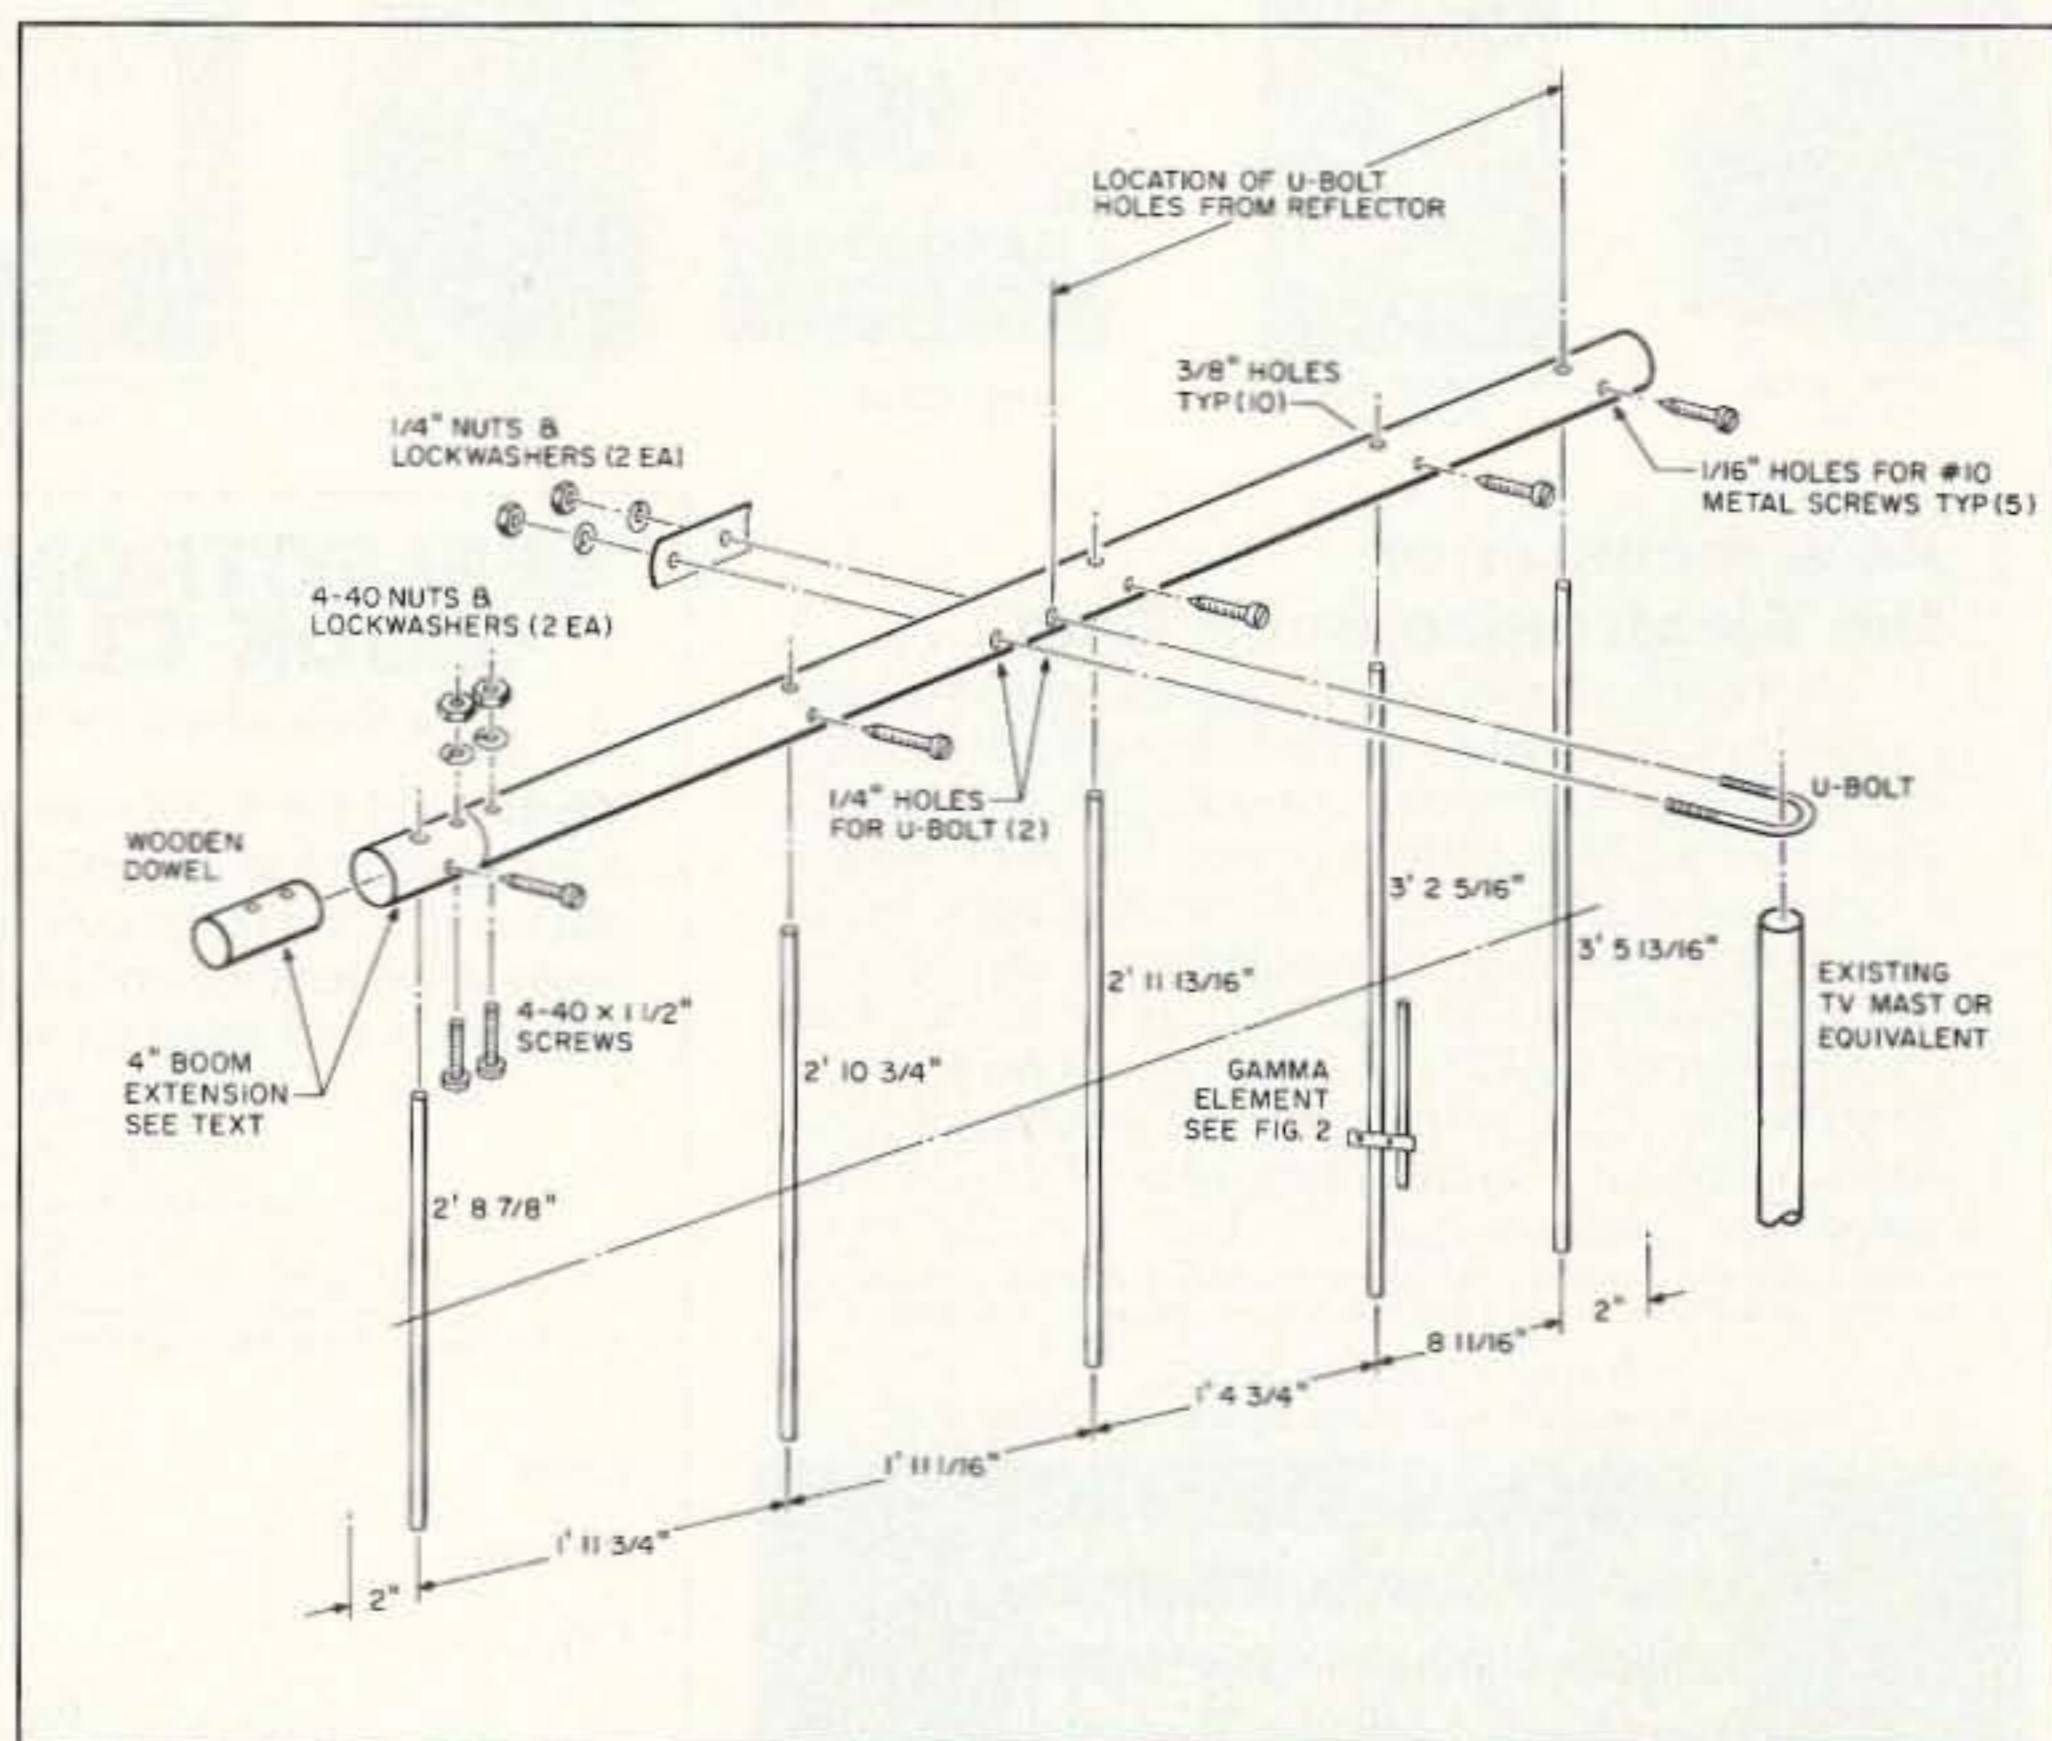 LOCATION OF U-BOLT
HOLES FROM REFLECTOR
3/8" HOLES
TYP(10)
1/4" NUTS &
LOCKWASHERS (2 EA)
1/16" HOLES FOR #10
METAL SCREWS TYP(5)
4-40 NUTS &
LOCKWASHERS (2 EA)
U-BOLT
1/4" HOLES
FOR U-BOLT (2)
WOODEN
DOWEL
3' 2 5/16"
3' 5 13/16"
2' 11 13/16"
EXISTING
TV MAST OR
EQUIVALENT
4-40 x 1 1/2"
SCREWS
4" BOOM
EXTENSION
SEE TEXT
2' 10 3/4"
GAMMA
ELEMENT
SEE FIG. 2
2' 8 7/8"
2"
8 11/16"
1' 4 3/4"
1' 11 1/16"
1' 11 3/4"
2"